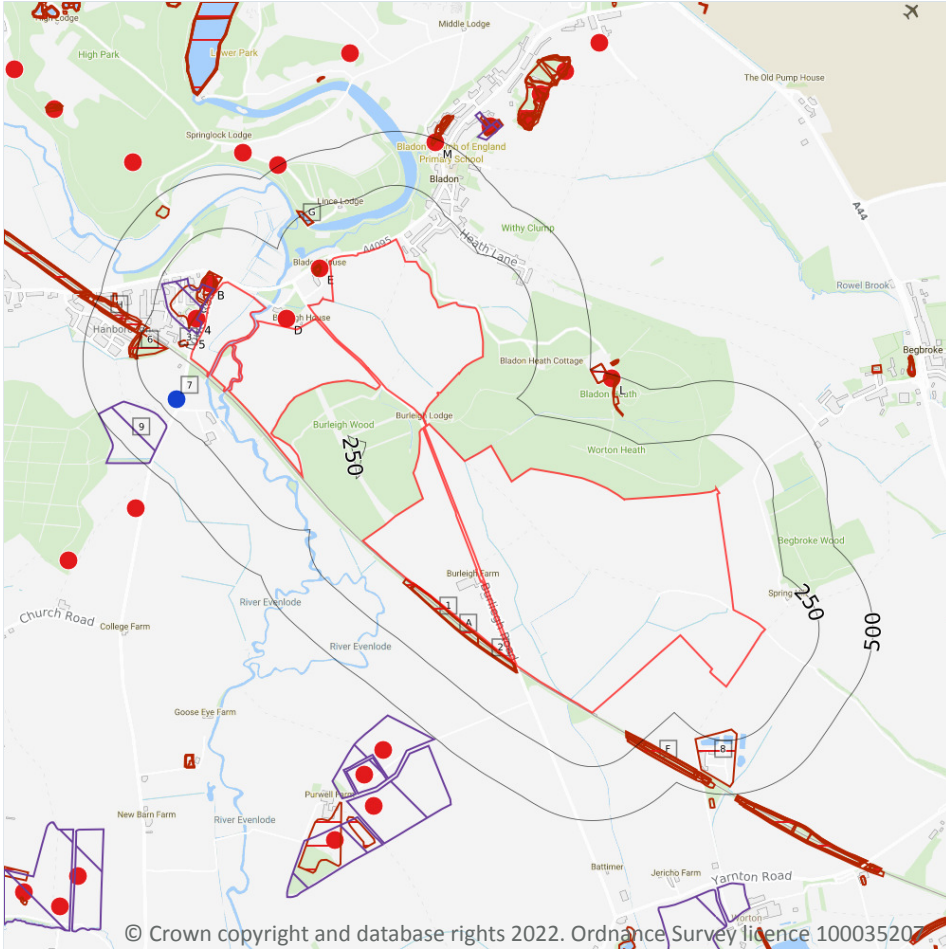 High Lodge
Middle Lodge
High Park
Lower Park
The Old Pump House
Springlock Lodge
Bladon Church of England
Primary School
M
Bladon
Lince Lodge
G
A44
Withy Clump
Heath Lane
A4095
Bladon House
E
B
Rowel Brook
H
Hanborough
4
D
3
5
6
Bladon Heath Cottage
Begbroke
7
Bladon Heath
L
9
Burleigh Wood
Burleigh Lodge
250
Worton Heath
Begbroke Wood
Burleigh Farm
River Evenlode
1
Burleigh Road
Spring
250
Church Road
College Farm
A
500
River Evenlode
2
Goose Eye Farm
F
8
Purwell Farm
New Barn Farm
River Evenlode
Battimer
Jericho Farm
Yarnton Road
Worton
© Crown copyright and database rights 2022. Ordnance Survey licence 100035207